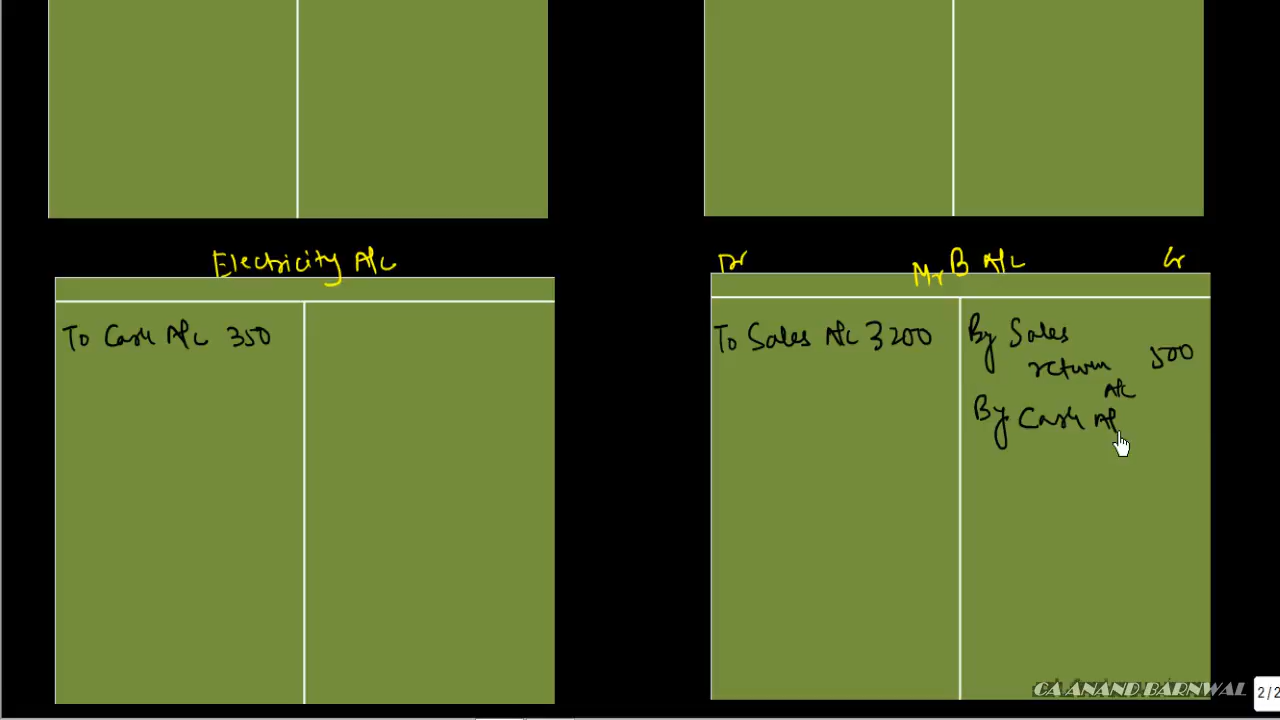 Electricity A/c
To Cash A/c 350
Dr
Mr B A/c
Cr
To Sales A/c 3200
By Sales
return
500
A/c
By Cash A/
CA ANAND BARNWAL
2/2